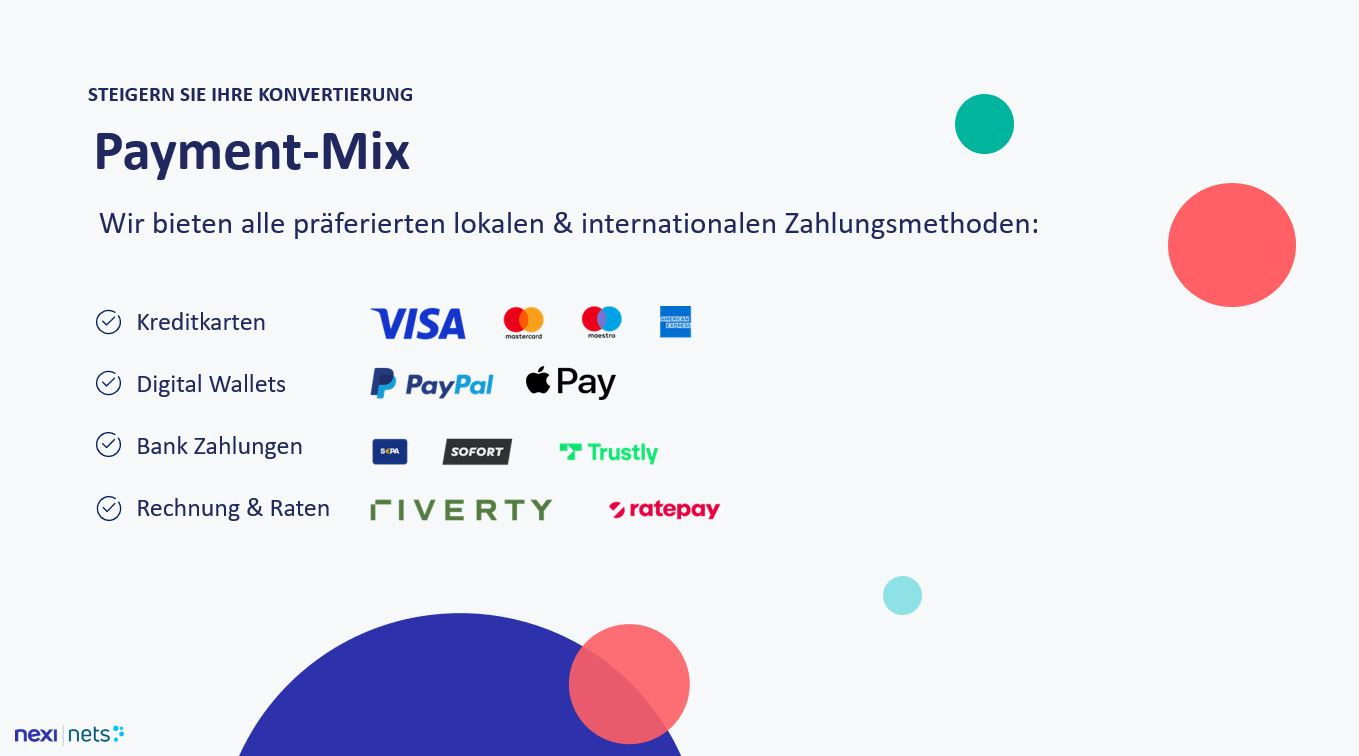 STEIGERN SIE IHRE KONVERTIERUNG
Payment-Mix
Wir bieten alle präferierten lokalen & internationalen Zahlungsmethoden:
Kreditkarten VISA mastercard maestro AMERICAN EXPRESS
Digital Wallets PayPal Pay
Bank Zahlungen S€PA SOFORT Trustly
Rechnung & Raten RIVERTY ratepay
nexi nets